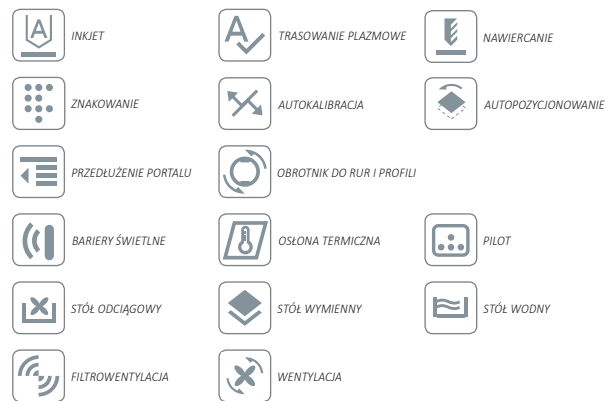 INKJET
TRASOWANIE PLAZMOWE
NAWIERCANIE
ZNAKOWANIE
AUTOKALIBRACJA
AUTOPOZYCJONOWANIE
PRZEDŁUŻENIE PORTALU
OBROTNIK DO RUR I PROFILI
BARIERY ŚWIETLNE
OSŁONA TERMICZNA
PILOT
STÓŁ ODCIĄGOWY
STÓŁ WYMIENNY
STÓŁ WODNY
FILTROWENTYLACJA
WENTYLACJA